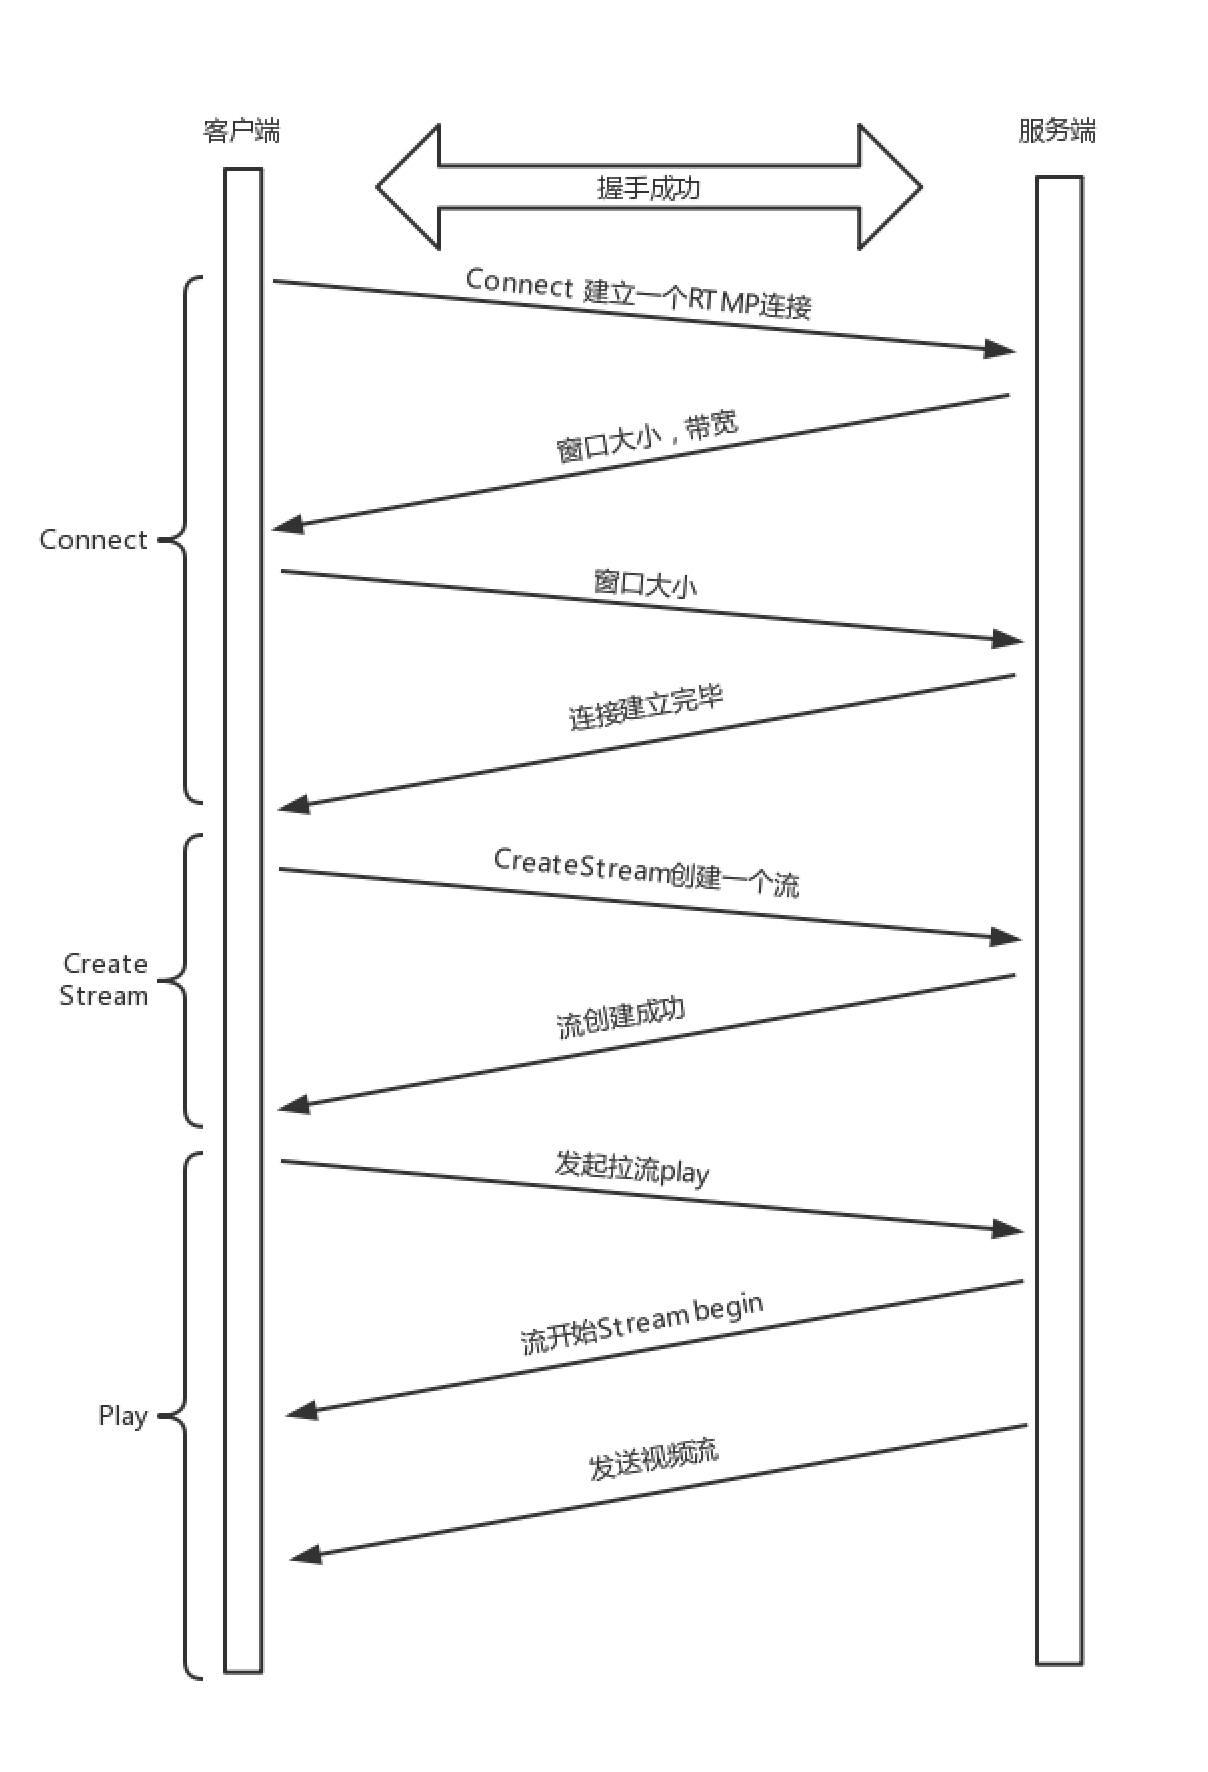 客户端
服务端
握手成功
Connect 建立一个RTMP连接
窗口大小，带宽
Connect
窗口大小
连接建立完毕
CreateStream创建一个流
Create
Stream
流创建成功
发起拉流play
流开始Stream begin
Play
发送视频流